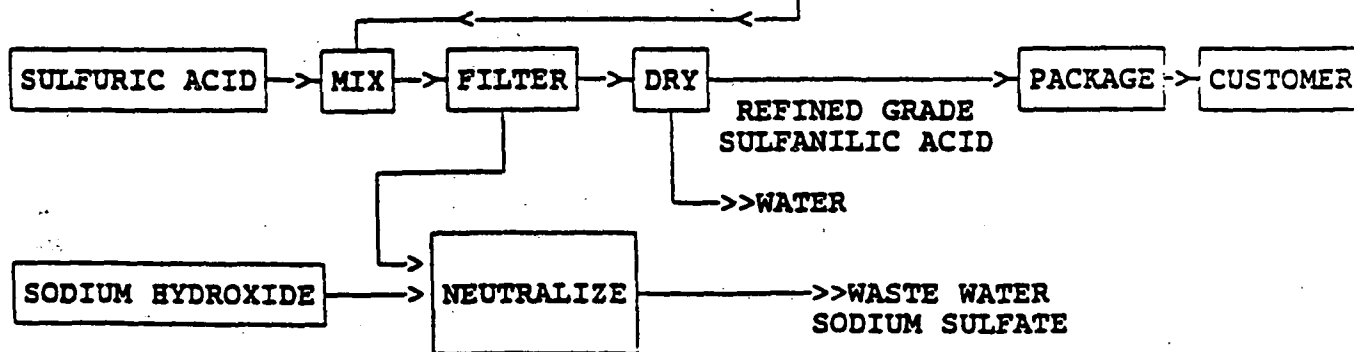 SULFURIC ACID
MIX
FILTER
DRY
PACKAGE
CUSTOMER
REFINED GRADE
SULFANILIC ACID
>>WATER
SODIUM HYDROXIDE
NEUTRALIZE
>>WASTE WATER
SODIUM SULFATE